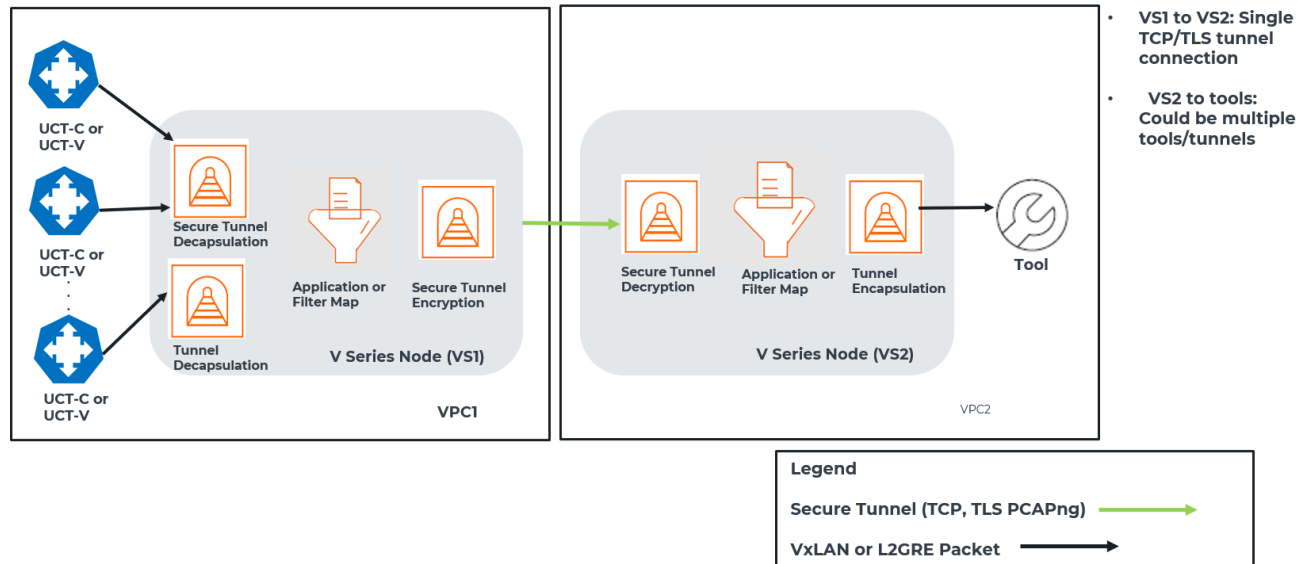 UCT-C or
UCT-V
UCT-C or
UCT-V
UCT-C or
UCT-V
Secure Tunnel
Decapsulation
Tunnel
Decapsulation
Application or
Filter Map
Secure Tunnel
Encryption
V Series Node (VS1)
VPC1
Secure Tunnel
Decryption
Application or
Filter Map
Tunnel
Encapsulation
V Series Node (VS2)
VPC2
Tool
• VS1 to VS2: Single
TCP/TLS tunnel
connection
• VS2 to tools:
Could be multiple
tools/tunnels
Legend
Secure Tunnel (TCP, TLS PCAPng)
VxLAN or L2GRE Packet